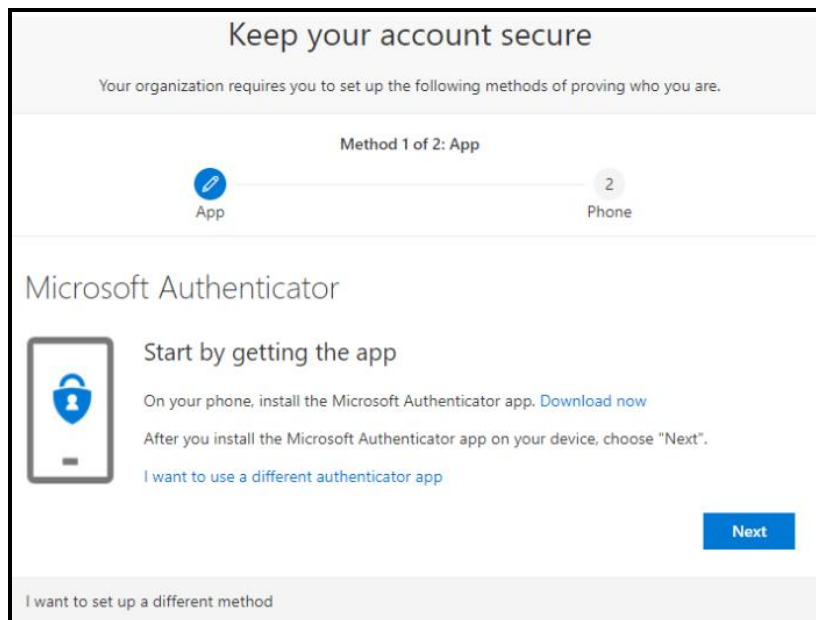 Keep your account secure
Your organization requires you to set up the following methods of proving who you are.
Method 1 of 2: App
2
App
Phone
Microsoft Authenticator
Start by getting the app
On your phone, install the Microsoft Authenticator app. Download now
After you install the Microsoft Authenticator app on your device, choose "Next".
I want to use a different authenticator app
Next
I want to set up a different method